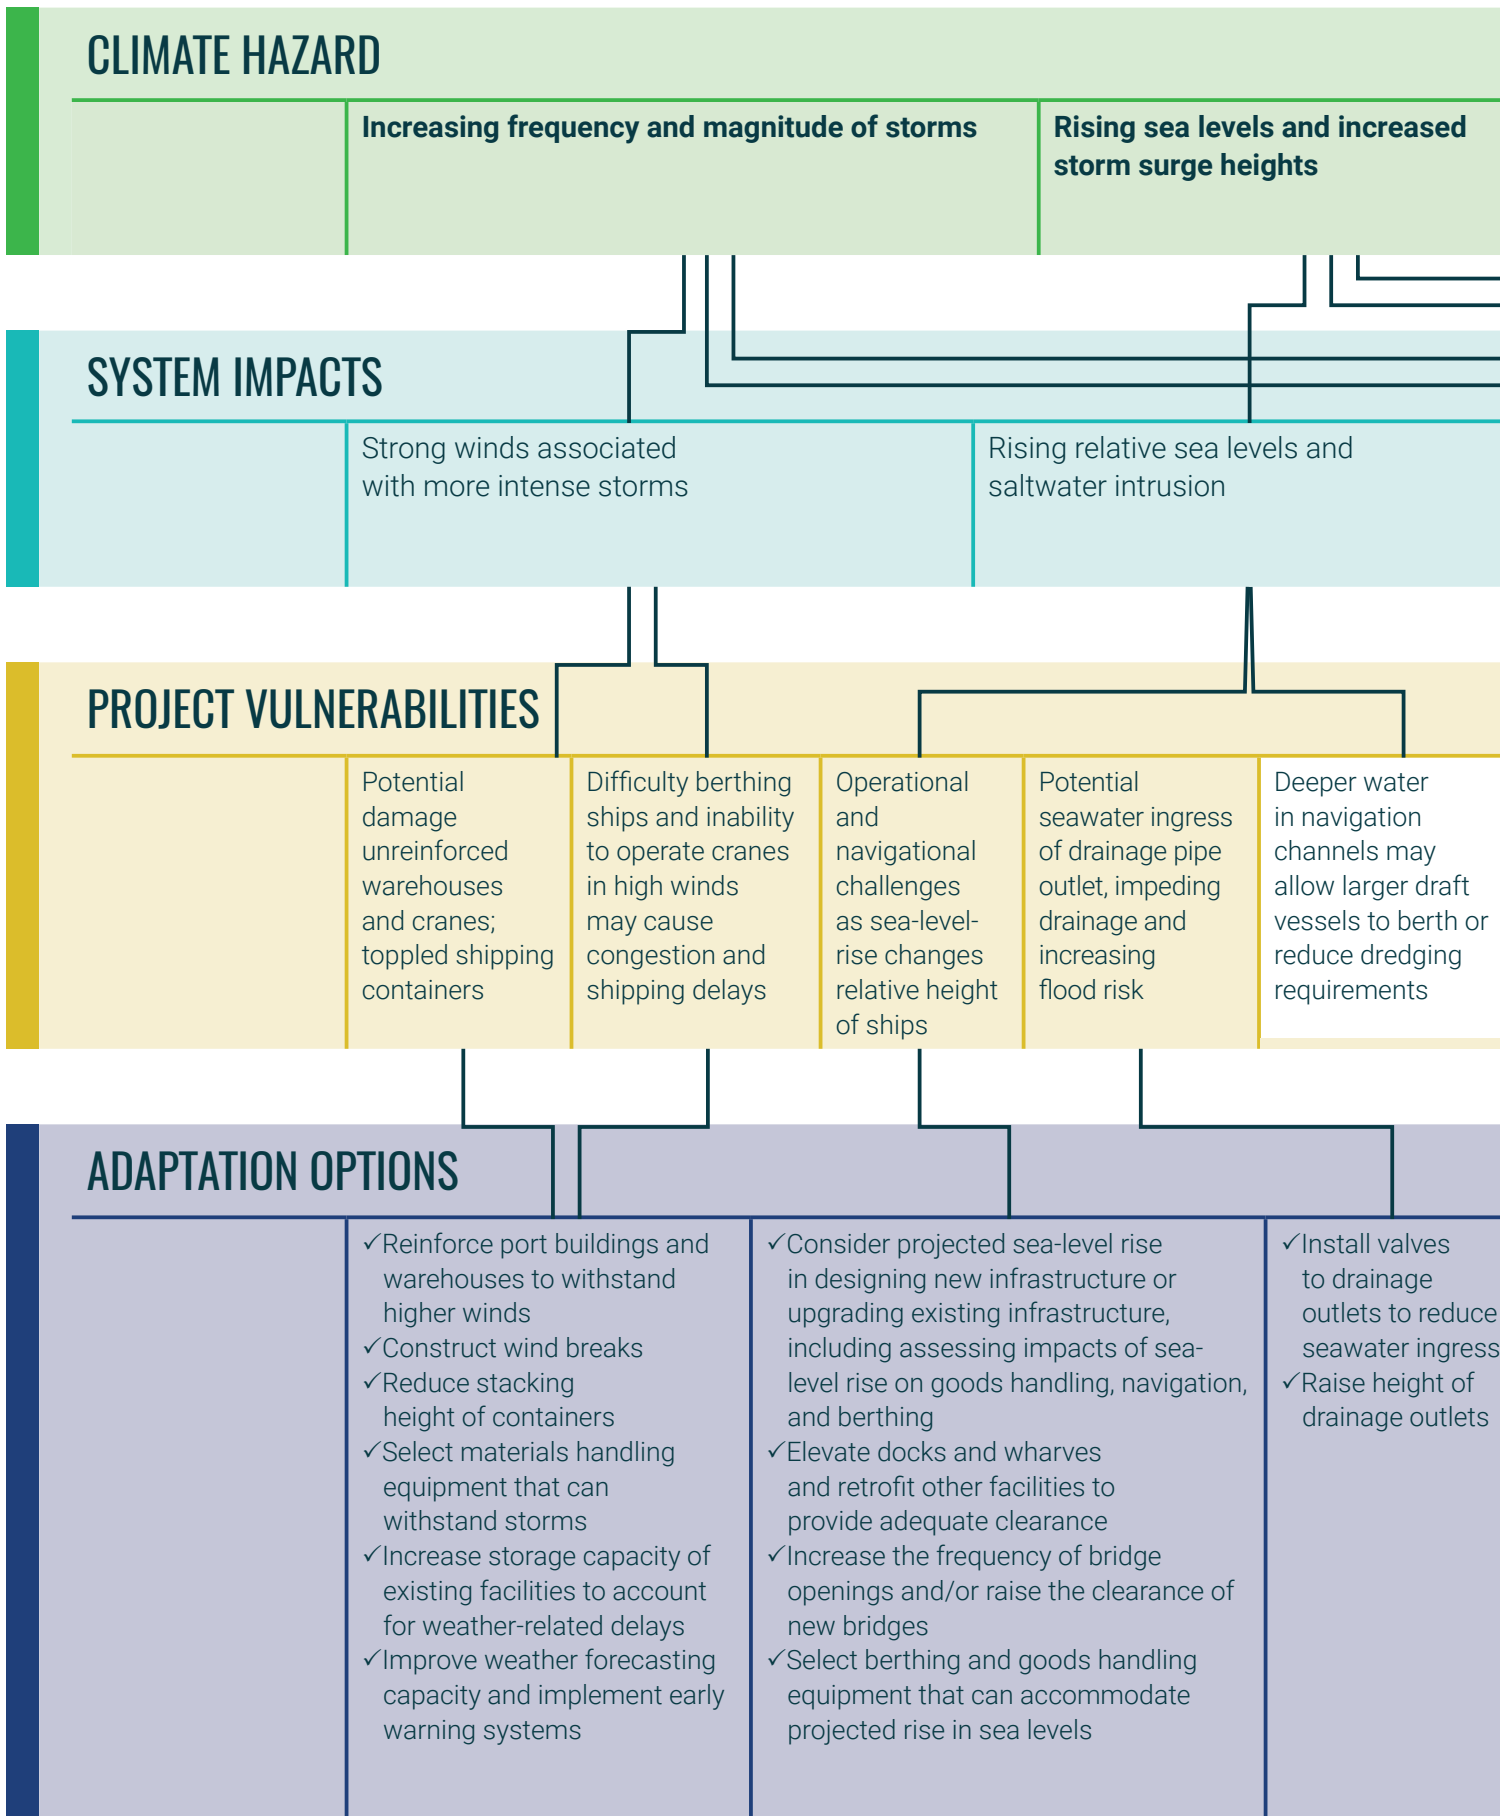 CLIMATE HAZARD
Increasing frequency and magnitude of storms
Rising sea levels and increased
storm surge heights
SYSTEM IMPACTS
Strong winds associated
with more intense storms
Rising relative sea levels and
saltwater intrusion
PROJECT VULNERABILITIES
Potential
damage
unreinforced
warehouses
and cranes;
toppled shipping
containers
Difficulty berthing
ships and inability
to operate cranes
in high winds
may cause
congestion and
shipping delays
Operational
and
navigational
challenges
as sea-level-
rise changes
relative height
of ships
Potential
seawater ingress
of drainage pipe
outlet, impeding
drainage and
increasing
flood risk
Deeper water
in navigation
channels may
allow larger draft
vessels to berth or
reduce dredging
requirements
ADAPTATION OPTIONS
✓Reinforce port buildings and
warehouses to withstand
higher winds
✓Construct wind breaks
✓Reduce stacking
height of containers
✓Select materials handling
equipment that can
withstand storms
✓Increase storage capacity of
existing facilities to account
for weather-related delays
✓Improve weather forecasting
capacity and implement early
warning systems
✓Consider projected sea-level rise
in designing new infrastructure or
upgrading existing infrastructure,
including assessing impacts of sea-
level rise on goods handling, navigation,
and berthing
✓Elevate docks and wharves
and retrofit other facilities to
provide adequate clearance
✓Increase the frequency of bridge
openings and/or raise the clearance of
new bridges
✓Select berthing and goods handling
equipment that can accommodate
projected rise in sea levels
✓Install valves
to drainage
outlets to reduce
seawater ingress
✓Raise height of
drainage outlets